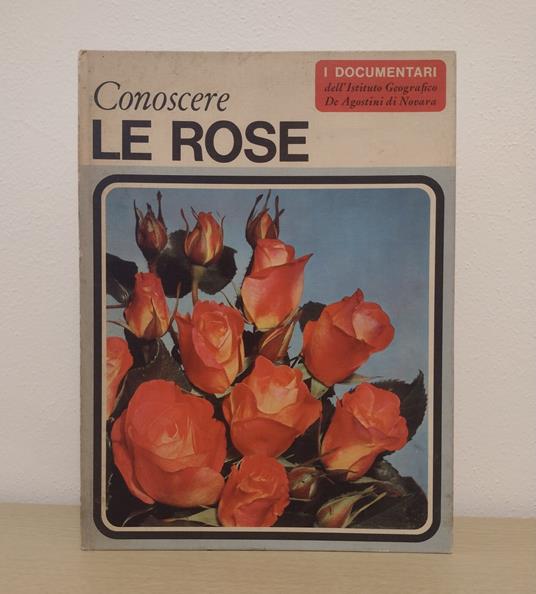 Conoscere
LE ROSE
I DOCUMENTARI
dell'Istituto Geografico
De Agostini di Novara